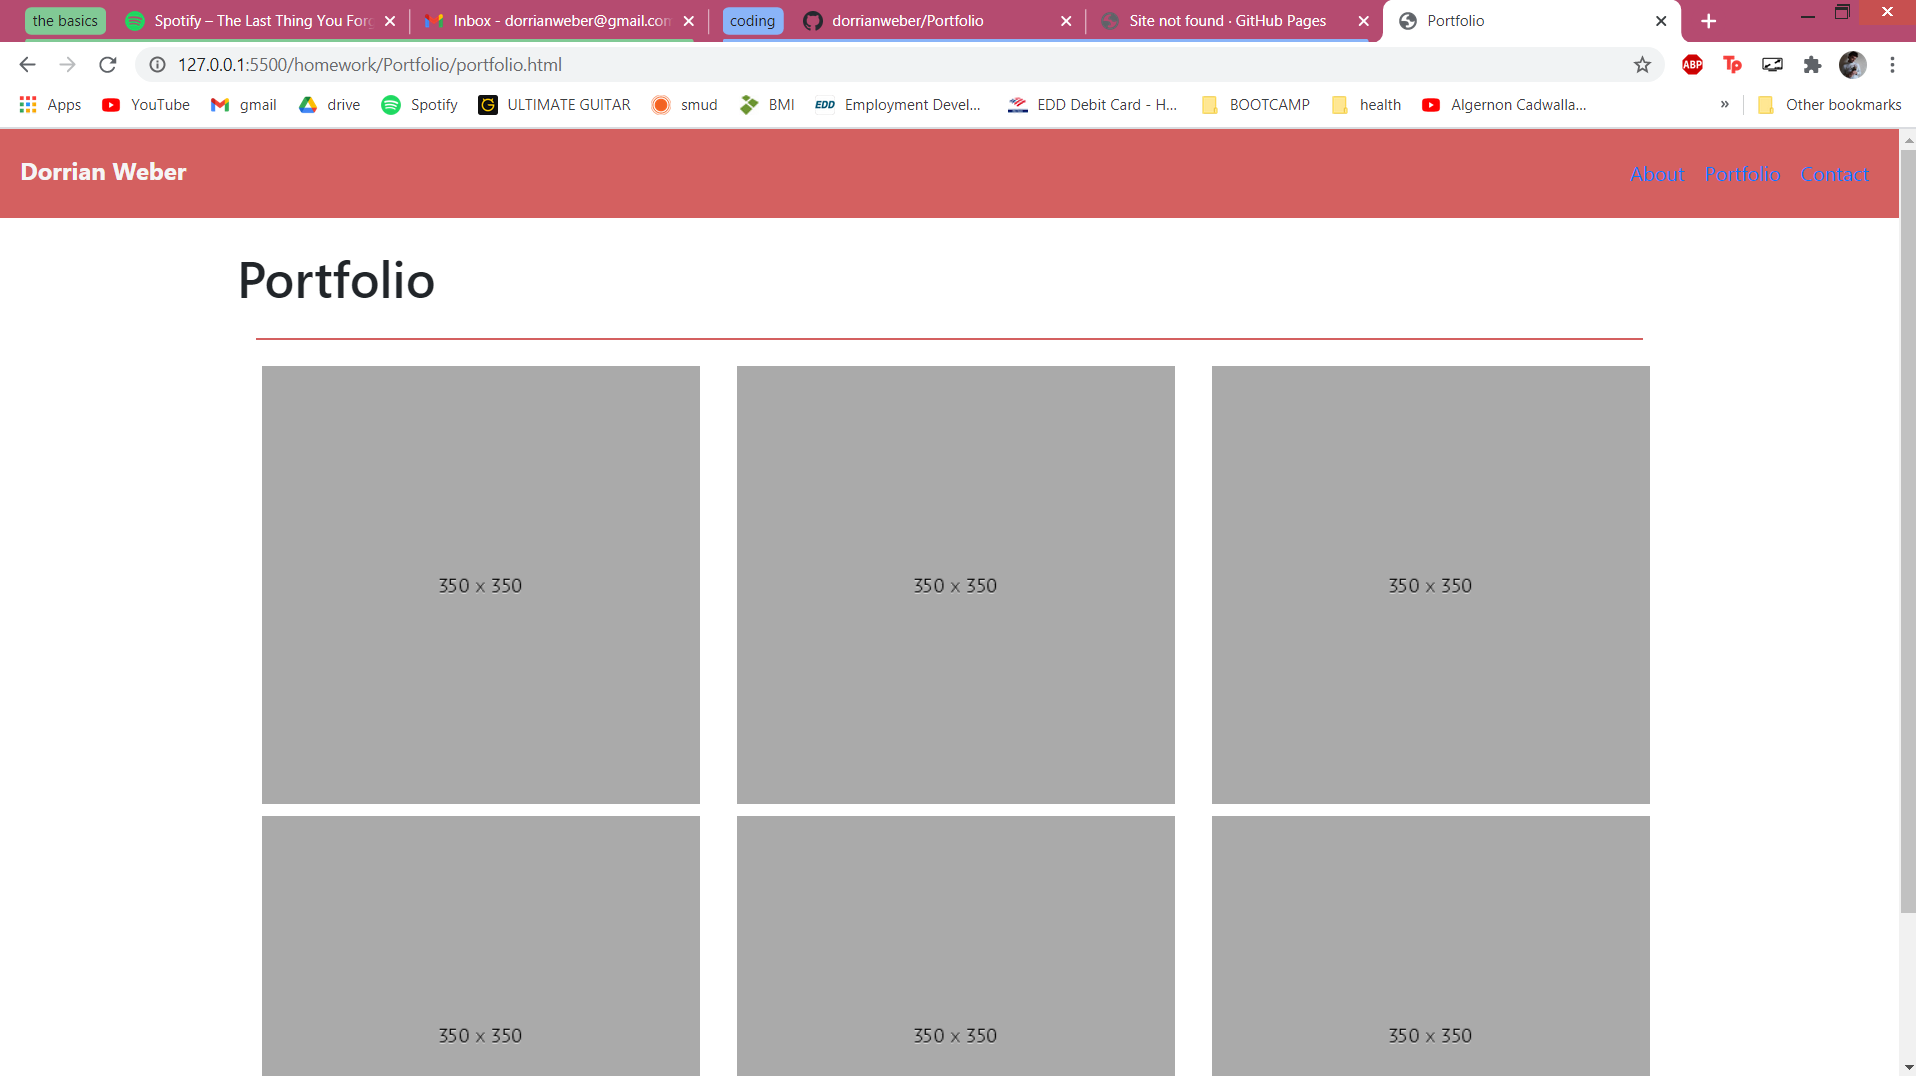 the basics Spotify – The Last Thing You Forg Inbox - dorrianweber@gmail.con coding dorrianweber/Portfolio Site not found · GitHub Pages Portfolio
127.0.0.1:5500/homework/Portfolio/portfolio.html ABP Tp
Apps YouTube gmail drive Spotify G ULTIMATE GUITAR smud BMI EDD Employment Devel... EDD Debit Card - H... BOOTCAMP health Algernon Cadwalla... » Other bookmarks
Dorrian Weber About Portfolio Contact
Portfolio
350 x 350 350 x 350 350 x 350
350 x 350 350 x 350 350 x 350